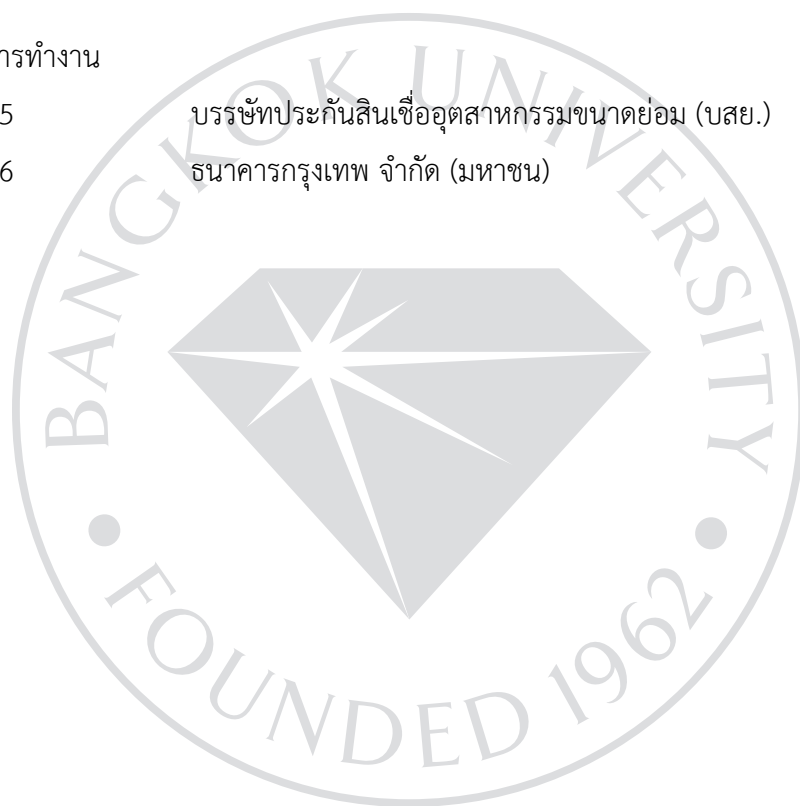 ารทำงาน
5 บรรษัทประกันสินเชื่ออุตสาหกรรมขนาดย่อม (บสย.)
6 ธนาคารกรุงเทพ จำกัด (มหาชน)
BANGKOK UNIVERSITY
• FOUNDED 1962 •